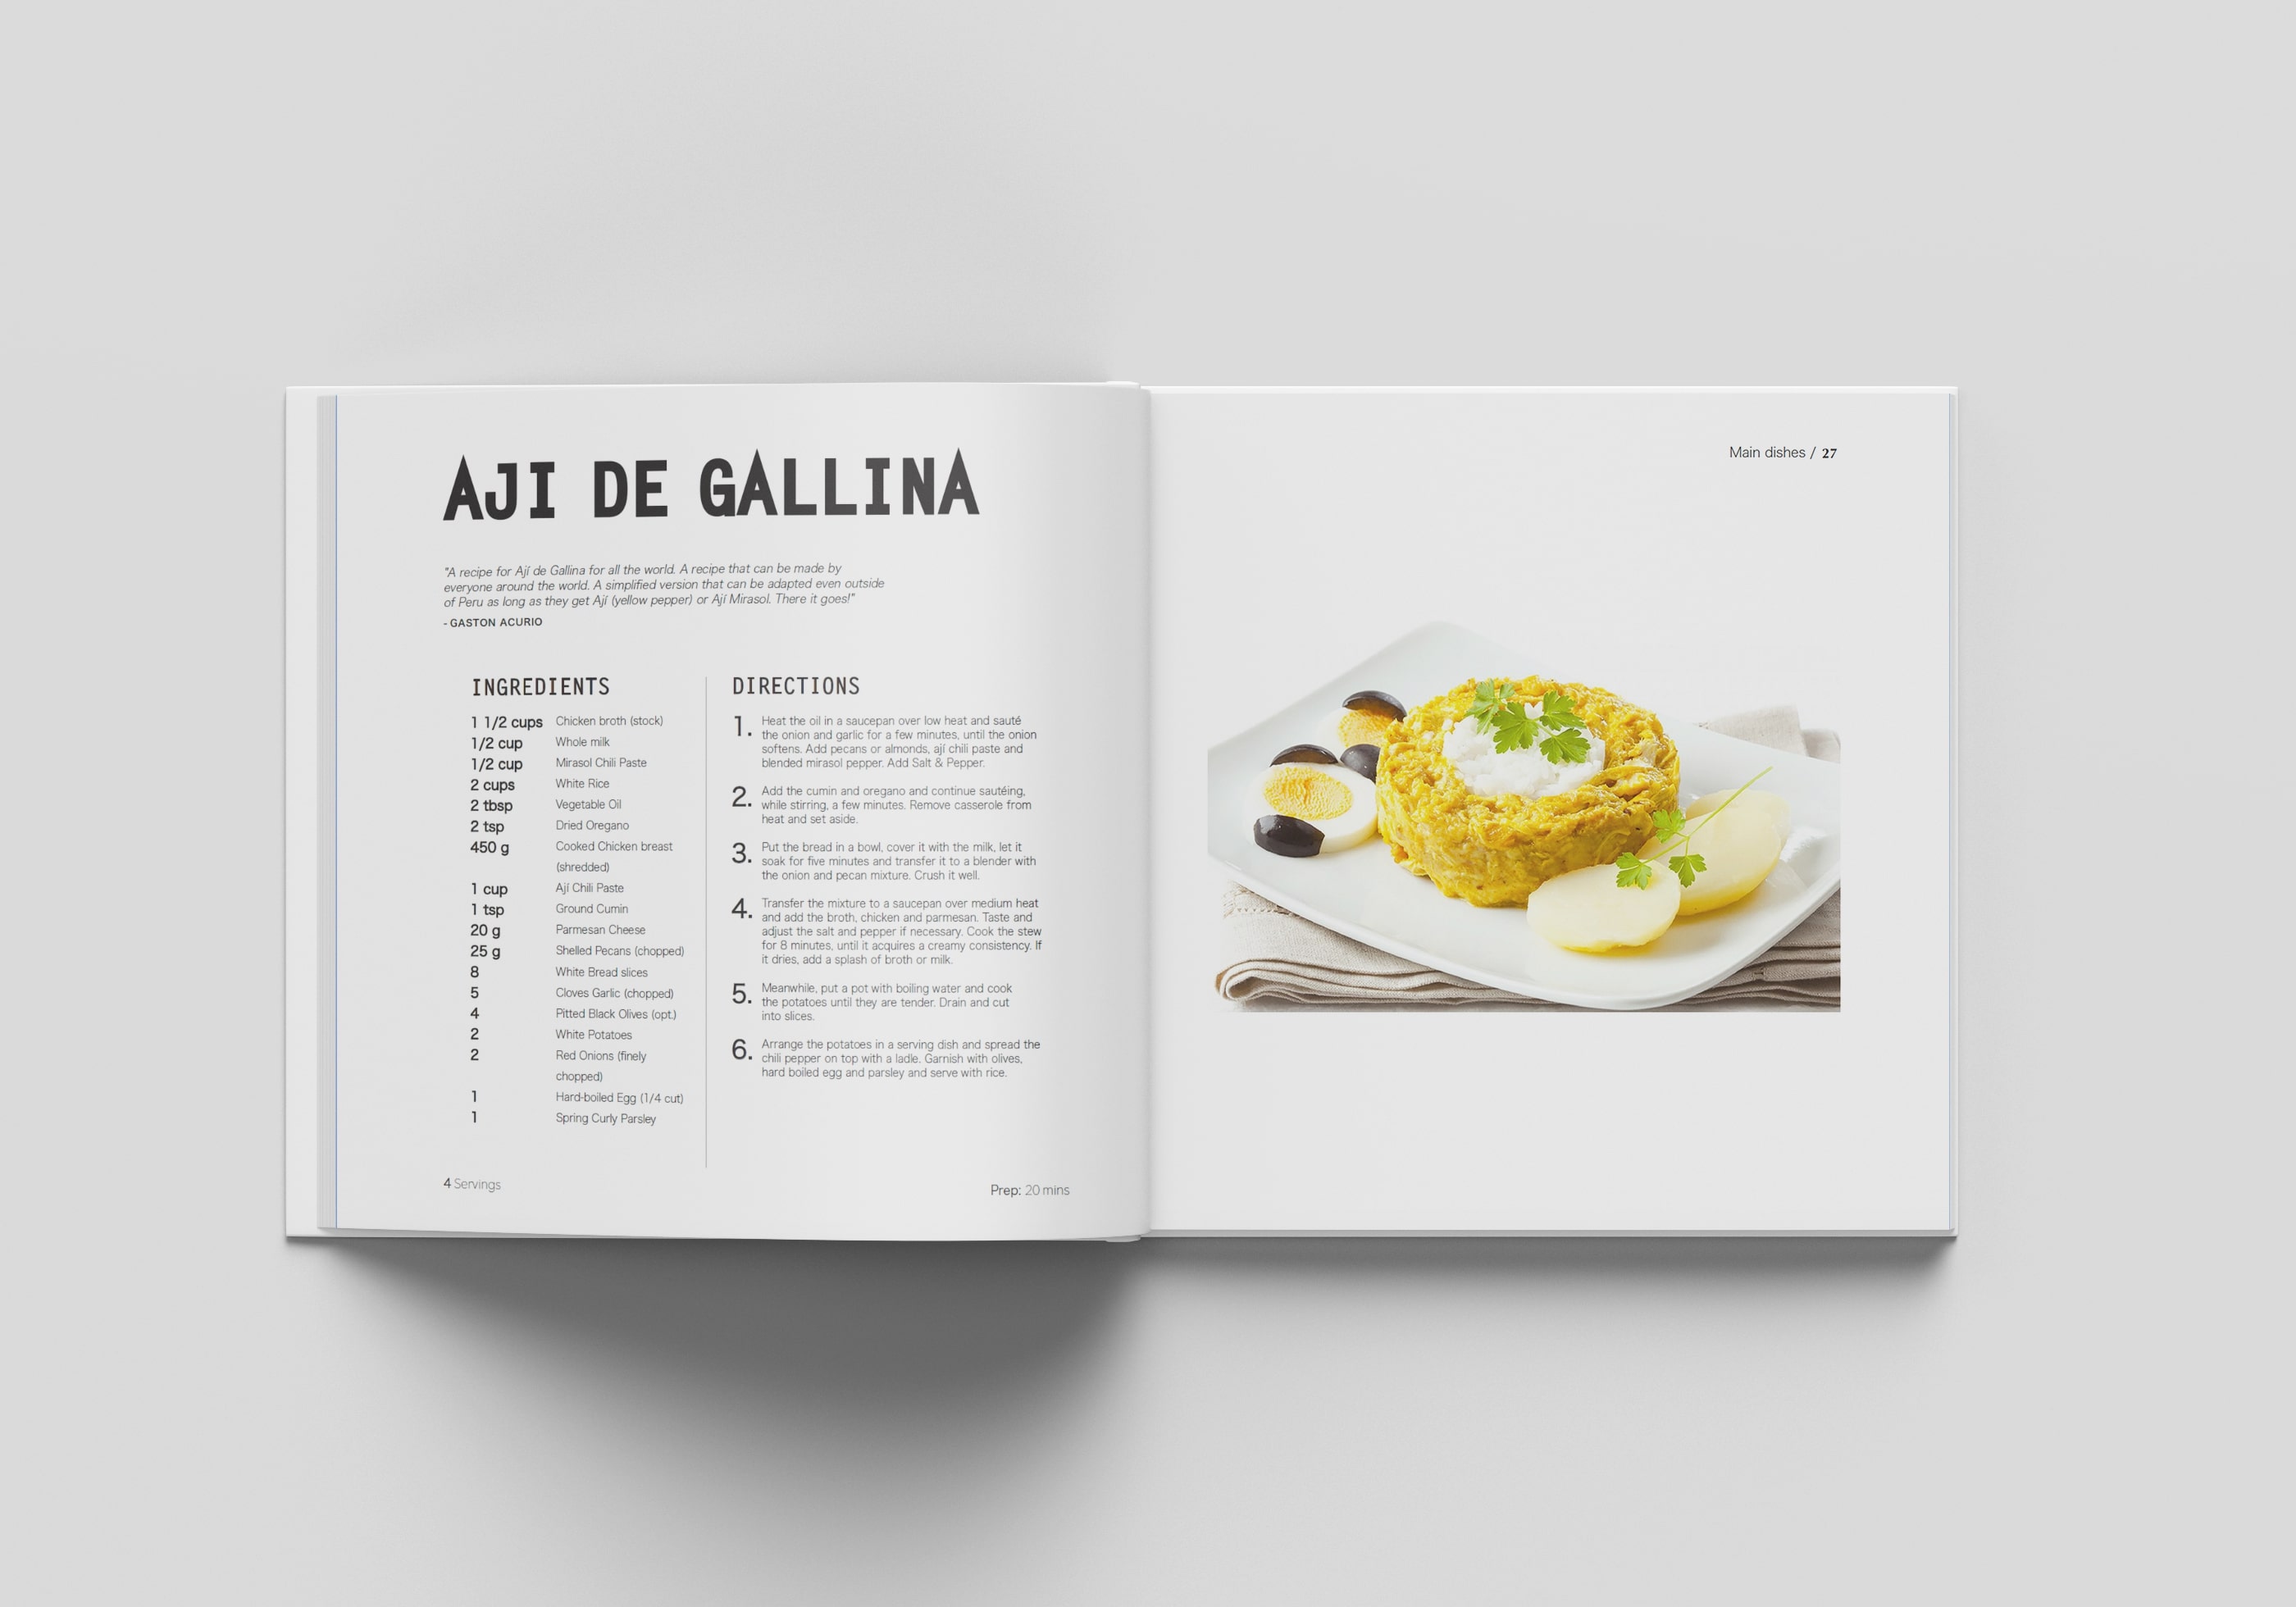 AJI DE GALLINA
"A recipe for Ají de Gallina for all the world. A recipe that can be made by
everyone around the world. A simplified version that can be adapted even outside
of Peru as long as they get Ají (yellow pepper) or Ají Mirasol. There it goes!"
- GASTON ACURIO
INGREDIENTS
1 1/2 cups Chicken broth (stock)
1/2 cup Whole milk
1/2 cup Mirasol Chili Paste
2 cups White Rice
2 tbsp Vegetable Oil
2 tsp Dried Oregano
450 g Cooked Chicken breast
(shredded)
1 cup Ají Chili Paste
1 tsp Ground Cumin
20 g Parmesan Cheese
25 g Shelled Pecans (chopped)
8 White Bread slices
5 Cloves Garlic (chopped)
4 Pitted Black Olives (opt.)
2 White Potatoes
2 Red Onions (finely
chopped)
1 Hard-boiled Egg (1/4 cut)
1 Spring Curly Parsley
4 Servings
DIRECTIONS
1. Heat the oil in a saucepan over low heat and sauté
the onion and garlic for a few minutes, until the onion
softens. Add pecans or almonds, ají chili paste and
blended mirasol pepper. Add Salt & Pepper.
2. Add the cumin and oregano and continue sautéing,
while stirring, a few minutes. Remove casserole from
heat and set aside.
3. Put the bread in a bowl, cover it with the milk, let it
soak for five minutes and transfer it to a blender with
the onion and pecan mixture. Crush it well.
4. Transfer the mixture to a saucepan over medium heat
and add the broth, chicken and parmesan. Taste and
adjust the salt and pepper if necessary. Cook the stew
for 8 minutes, until it acquires a creamy consistency. If
it dries, add a splash of broth or milk.
5. Meanwhile, put a pot with boiling water and cook
the potatoes until they are tender. Drain and cut
into slices.
6. Arrange the potatoes in a serving dish and spread the
chili pepper on top with a ladle. Garnish with olives,
hard boiled egg and parsley and serve with rice.
Prep: 20 mins
Main dishes / 27